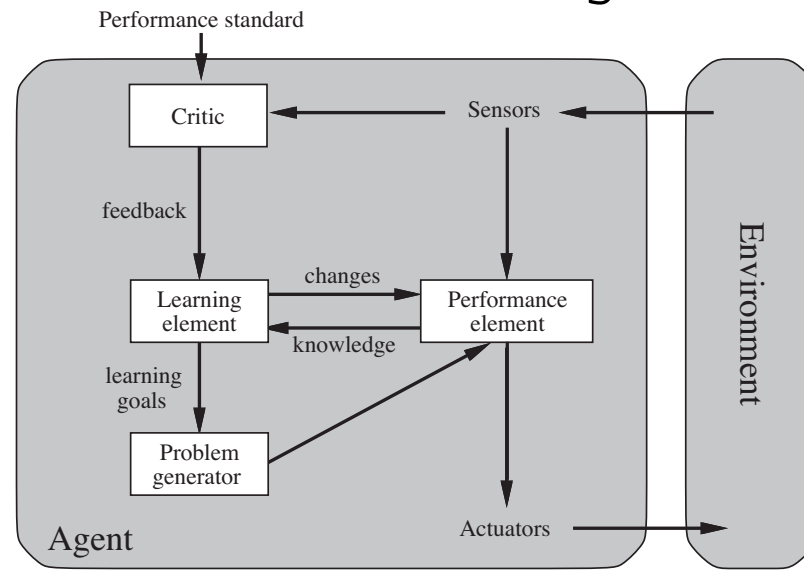 Performance standard
Critic
Sensors
feedback
Learning
element
changes
knowledge
Performance
element
learning
goals
Problem
generator
Actuators
Agent
Environment